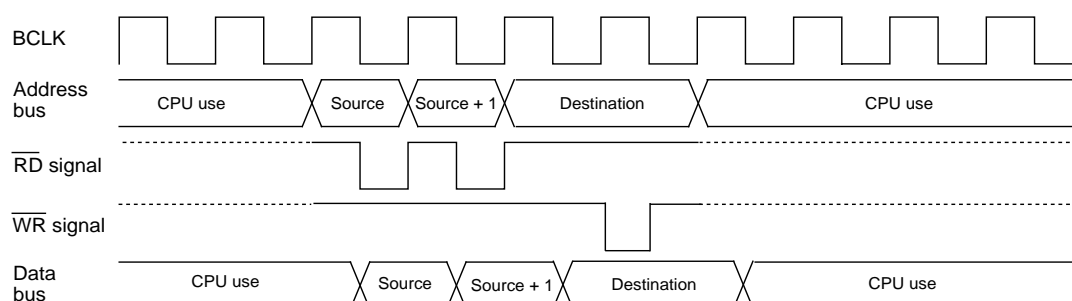 BCLK
Address
bus
CPU use
Source
Source + 1
Destination
CPU use
RD signal
WR signal
Data
bus
CPU use
Source
Source + 1
Destination
CPU use